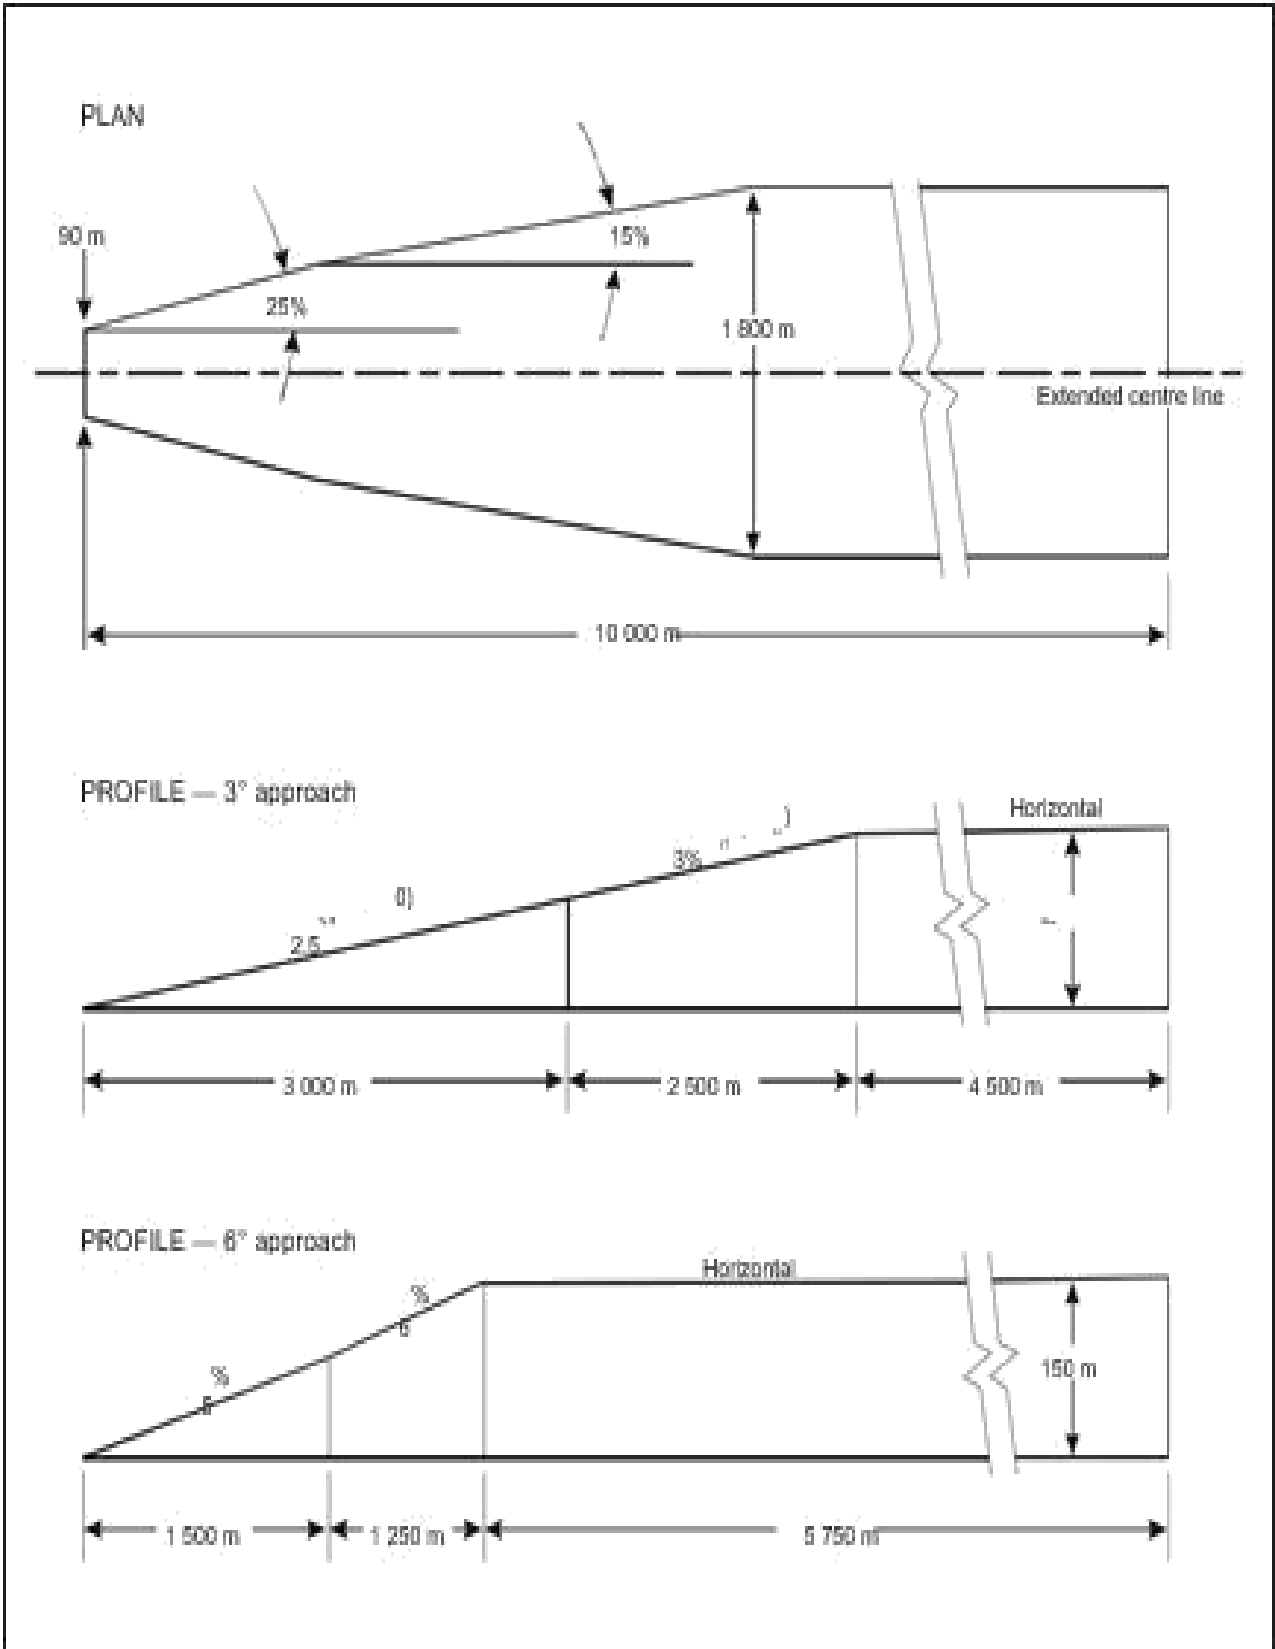 PLAN
90 m
15%
25%
1 800 m
Extended centre line
10 000 m
PROFILE — 3° approach
Horizontal
3%
0)
2,5
3 000 m
2 500 m
4 500 m
PROFILE — 6° approach
Horizontal
%
%
150 m
1 500 m
1 250 m
5 750 m